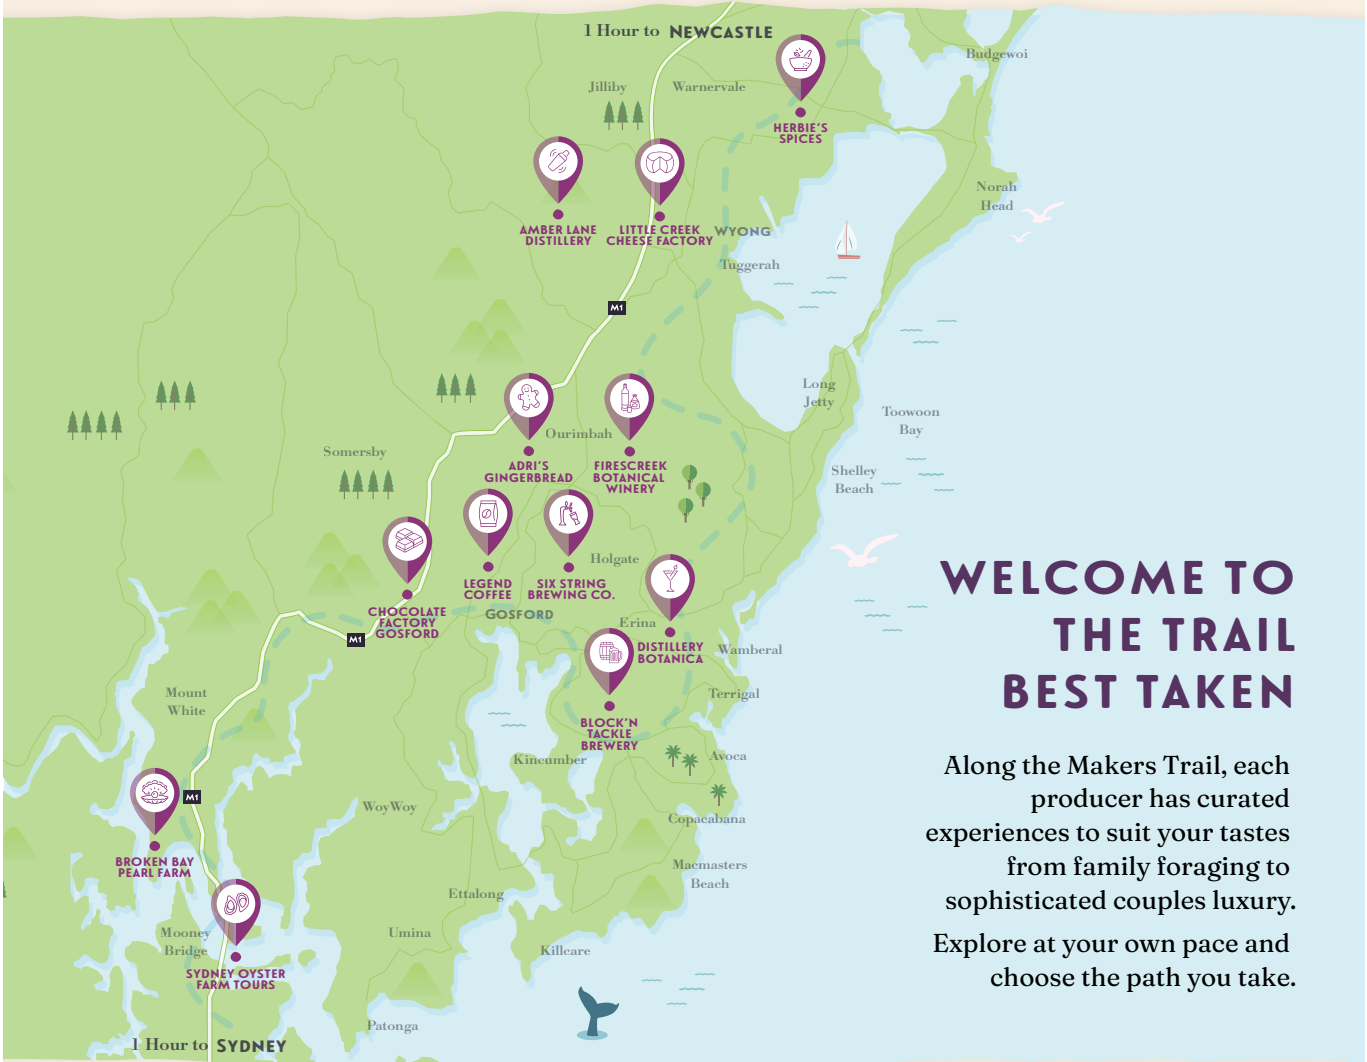 1 Hour to NEWCASTLE
Budgewoi
Jilliby
Warnervale
HERBIE'S
SPICES
Norah
Head
AMBER LANE
DISTILLERY
LITTLE CREEK
CHEESE FACTORY
WYONG
Tuggerah
M1
Long
Jetty
Toowoon
Bay
Ourimbah
Somersby
ADRI'S
GINGERBREAD
FIRESCREEK
BOTANICAL
WINERY
Shelley
Beach
Holgate
LEGEND
COFFEE
SIX STRING
BREWING CO.
CHOCOLATE
FACTORY
GOSFORD
GOSFORD
Erina
M1
DISTILLERY
BOTANICA
Wamberal
Mount
White
Terrigal
BLOCK'N
TACKLE
BREWERY
Kincumber
Avoca
M1
WoyWoy
Copacabana
BROKEN BAY
PEARL FARM
Macmasters
Beach
Ettalong
Mooney
Bridge
Umina
Killcare
SYDNEY OYSTER
FARM TOURS
Patonga
1 Hour to SYDNEY
WELCOME TO
THE TRAIL
BEST TAKEN
Along the Makers Trail, each
producer has curated
experiences to suit your tastes
from family foraging to
sophisticated couples luxury.
Explore at your own pace and
choose the path you take.